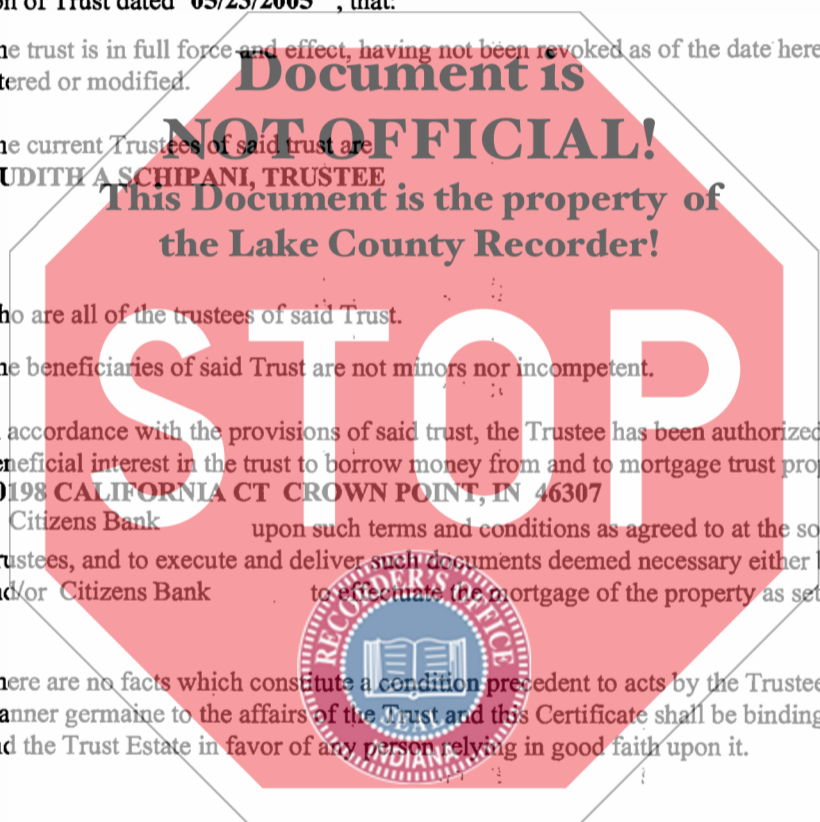 on of Trust dated 05/23/2005 , that:
he trust is in full force and effect, having not been revoked as of the date here
tered or modified.
Document is
NOT OFFICIAL!
he current Trustees of said trust are
UDITH A SCHIPANI, TRUSTEE
This Document is the property of
the Lake County Recorder!
ho are all of the trustees of said Trust.
STOP
he beneficiaries of said Trust are not minors nor incompetent.
accordance with the provisions of said trust, the Trustee has been authorized
eneficial interest in the trust to borrow money from and to mortgage trust prop
0198 CALIFORNIA CT CROWN POINT, IN 46307
Citizens Bank upon such terms and conditions as agreed to at the so
rustees, and to execute and deliver such documents deemed necessary either b
nd/or Citizens Bank to effectuate the mortgage of the property as set
RECORDER'S OFFICE
here are no facts which constitute a condition precedent to acts by the Trustee
anner germaine to the affairs of the Trust and this Certificate shall be binding
SEAL
nd the Trust Estate in favor of any person relying in good faith upon it.
INDIANA